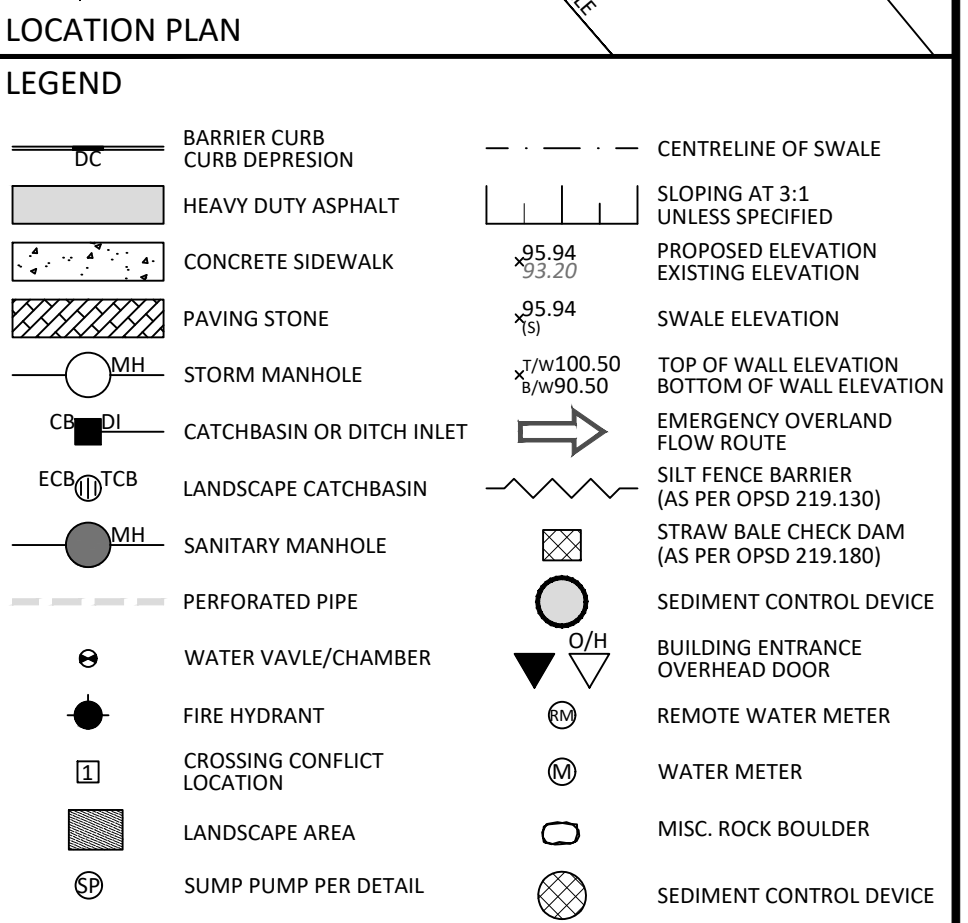 LE
LOCATION PLAN
LEGEND
DC
BARRIER CURB
CURB DEPRESION
HEAVY DUTY ASPHALT
CONCRETE SIDEWALK
PAVING STONE
MH
STORM MANHOLE
CB DI
CATCHBASIN OR DITCH INLET
ECB TCB
LANDSCAPE CATCHBASIN
MH
SANITARY MANHOLE
PERFORATED PIPE
WATER VAVLE/CHAMBER
FIRE HYDRANT
1
CROSSING CONFLICT
LOCATION
LANDSCAPE AREA
SP
SUMP PUMP PER DETAIL
CENTRELINE OF SWALE
SLOPING AT 3:1
UNLESS SPECIFIED
95.94
93.20
PROPOSED ELEVATION
EXISTING ELEVATION
95.94
(S)
SWALE ELEVATION
T/W100.50
B/W90.50
TOP OF WALL ELEVATION
BOTTOM OF WALL ELEVATION
EMERGENCY OVERLAND
FLOW ROUTE
SILT FENCE BARRIER
(AS PER OPSD 219.130)
STRAW BALE CHECK DAM
(AS PER OPSD 219.180)
SEDIMENT CONTROL DEVICE
O/H
BUILDING ENTRANCE
OVERHEAD DOOR
RM
REMOTE WATER METER
M
WATER METER
MISC. ROCK BOULDER
SEDIMENT CONTROL DEVICE